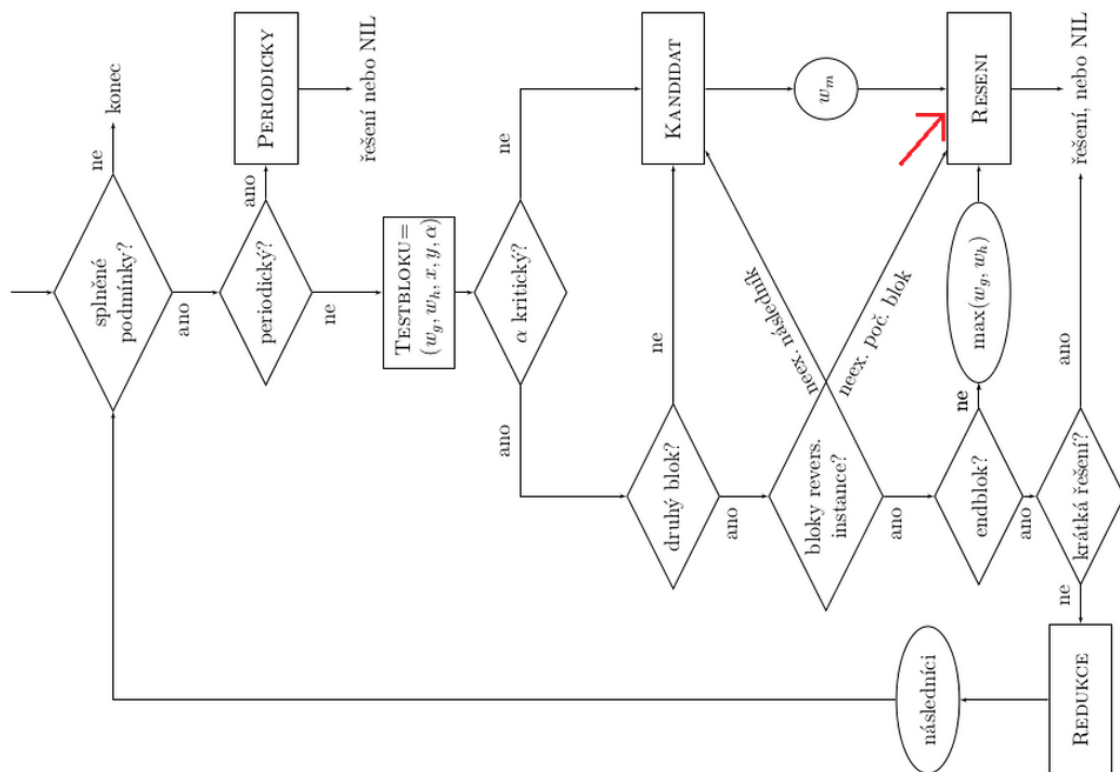 splněné
podmínky?
ne
konec
ano
periodický?
ano
PERIODICKY
řešení nebo NIL
ne
TESTBLOKU=
(w_g, w_h, x, y, α)
α kritický?
ne
ano
KANDIDAT
w_m
RESENI
řešení, nebo NIL
druhý blok?
ne
ano
bloky revers.
instance?
neex. následník
neex. poč. blok
ano
endblok?
ne
max(w_g, w_h)
ano
krátká řešení?
ano
ne
REDUKCE
následníci